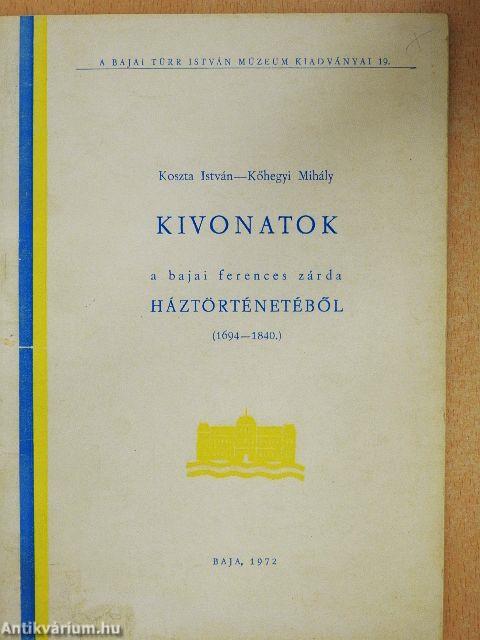 A BAJAI TÜRR ISTVÁN MÚZEUM KIADVÁNYAI 19.
Koszta István—Kőhegyi Mihály
KIVONATOK
a bajai ferences zárda
HÁZTÖRTÉNETÉBŐL
(1694—1840.)
BAJA, 1972
Antikvárium.hu